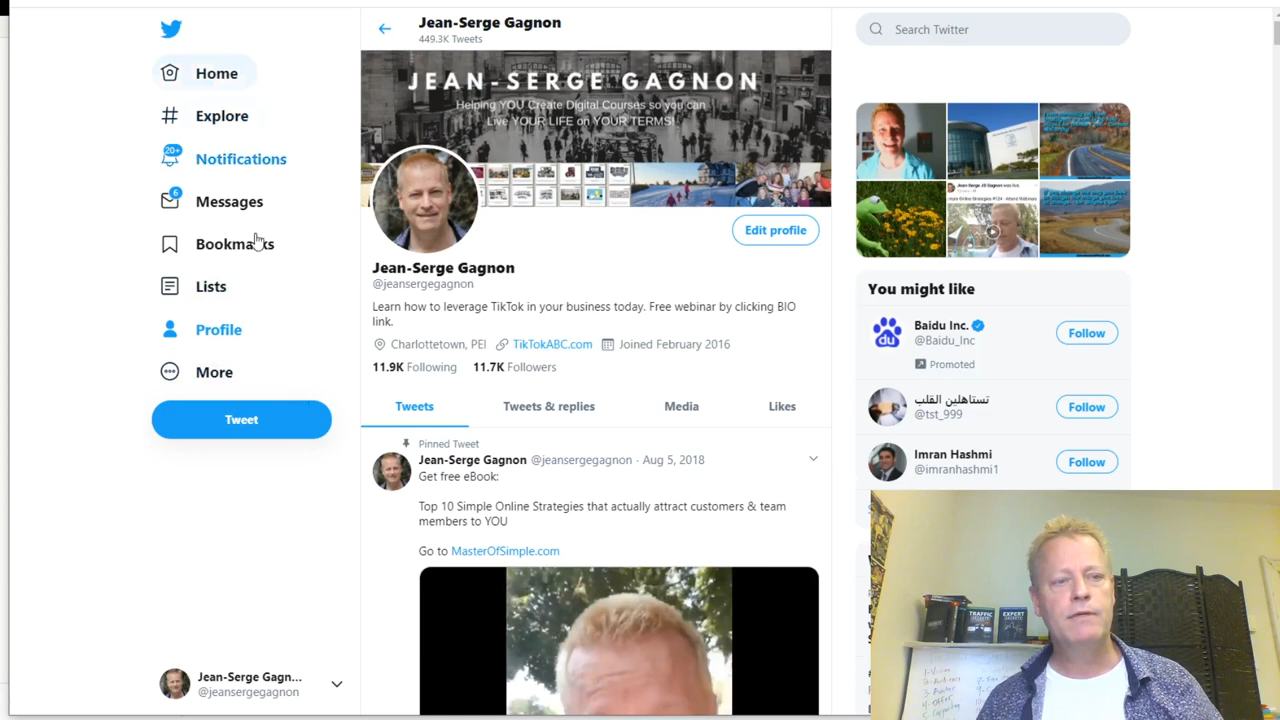 Jean-Serge Gagnon
449.3K Tweets
Search Twitter
Home
Explore
20+
Notifications
6
Messages
Bookmarks
Lists
Profile
More
Tweet
Jean-Serge Gagn...
@jeansergegagnon
JEAN-SERGE GAGNON
Helping YOU Create Digital Courses so you can
Live YOUR LIFE on YOUR TERMS!
Edit profile
Jean-Serge Gagnon
@jeansergegagnon
Learn how to leverage TikTok in your business today. Free webinar by clicking BIO
link.
Charlottetown, PEI TikTokABC.com Joined February 2016
11.9K Following 11.7K Followers
Tweets Tweets & replies Media Likes
Pinned Tweet
Jean-Serge Gagnon @jeansergegagnon · Aug 5, 2018
Get free eBook:
Top 10 Simple Online Strategies that actually attract customers & team
members to YOU
Go to MasterOfSimple.com
You might like
Baidu Inc.
@Baidu_Inc
Follow
Promoted
تستاهلين القلب
@tst_999
Follow
Imran Hashmi
@imranhashmi1
Follow
TRAFFIC
SECRETS
EXPERT
SECRETS